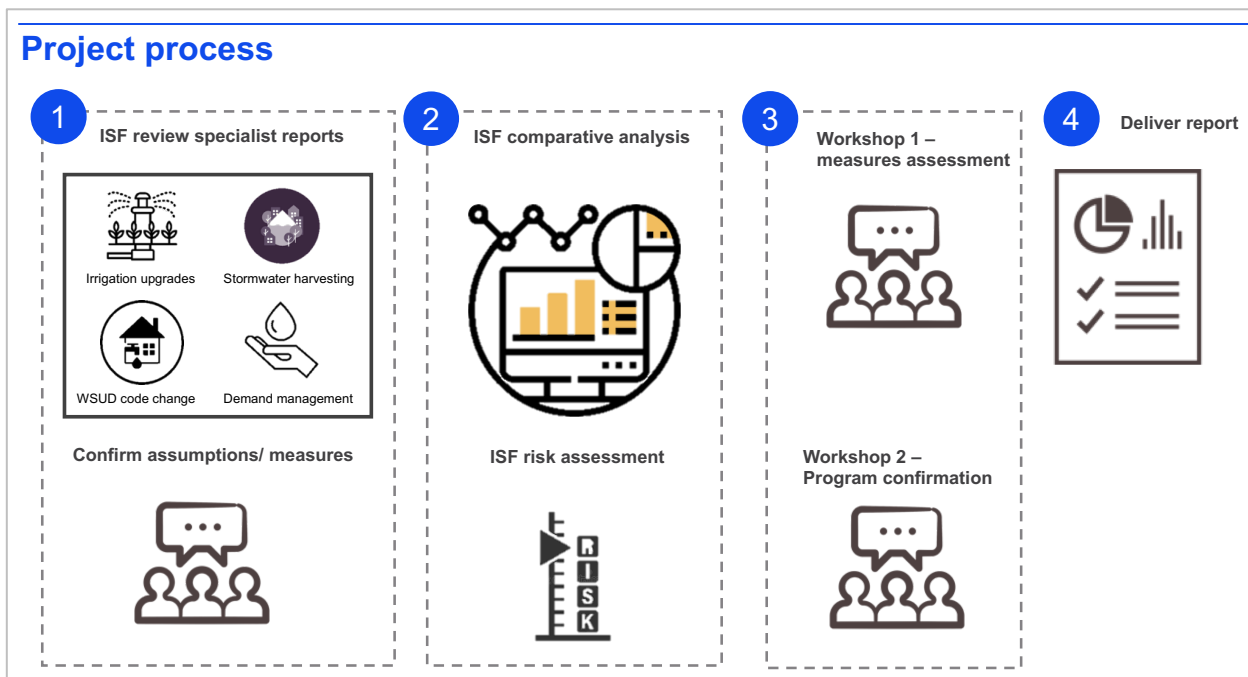 Project process
1
ISF review specialist reports
Irrigation upgrades
Stormwater harvesting
WSUD code change
Demand management
Confirm assumptions/ measures
2
ISF comparative analysis
ISF risk assessment
RISK
3
Workshop 1 –
measures assessment
Workshop 2 –
Program confirmation
4
Deliver report